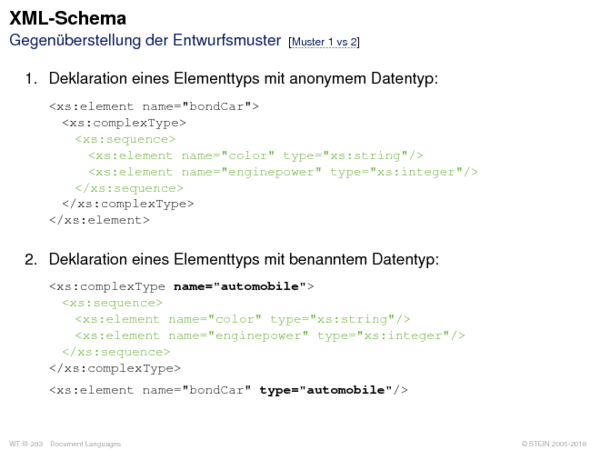 XML-Schema
Gegenüberstellung der Entwurfsmuster [Muster 1 vs 2]
1. Deklaration eines Elementtyps mit anonymem Datentyp:
<xs:element name="bondCar">
<xs:complexType>
<xs:sequence>
<xs:element name="color" type="xs:string"/>
<xs:element name="enginepower" type="xs:integer"/>
</xs:sequence>
</xs:complexType>
</xs:element>
2. Deklaration eines Elementtyps mit benanntem Datentyp:
<xs:complexType name="automobile">
<xs:sequence>
<xs:element name="color" type="xs:string"/>
<xs:element name="enginepower" type="xs:integer"/>
</xs:sequence>
</xs:complexType>
<xs:element name="bondCar" type="automobile"/>
WT:III-283 Document Languages
© STEIN 2005-2018